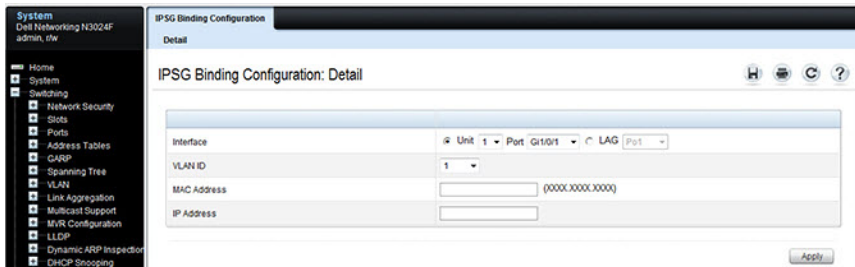 System
Dell Networking N3024F
admin, r/w
Home
System
Switching
Network Security
Slots
Ports
Address Tables
GARP
Spanning Tree
VLAN
Link Aggregation
Multicast Support
MVR Configuration
LLDP
Dynamic ARP Inspection
DHCP Snooping
IPSG Binding Configuration
Detail
IPSG Binding Configuration: Detail
Interface Unit 1 Port Gi1/0/1 LAG Po1
VLAN ID 1
MAC Address (XXXX.XXXX.XXXX)
IP Address
Apply